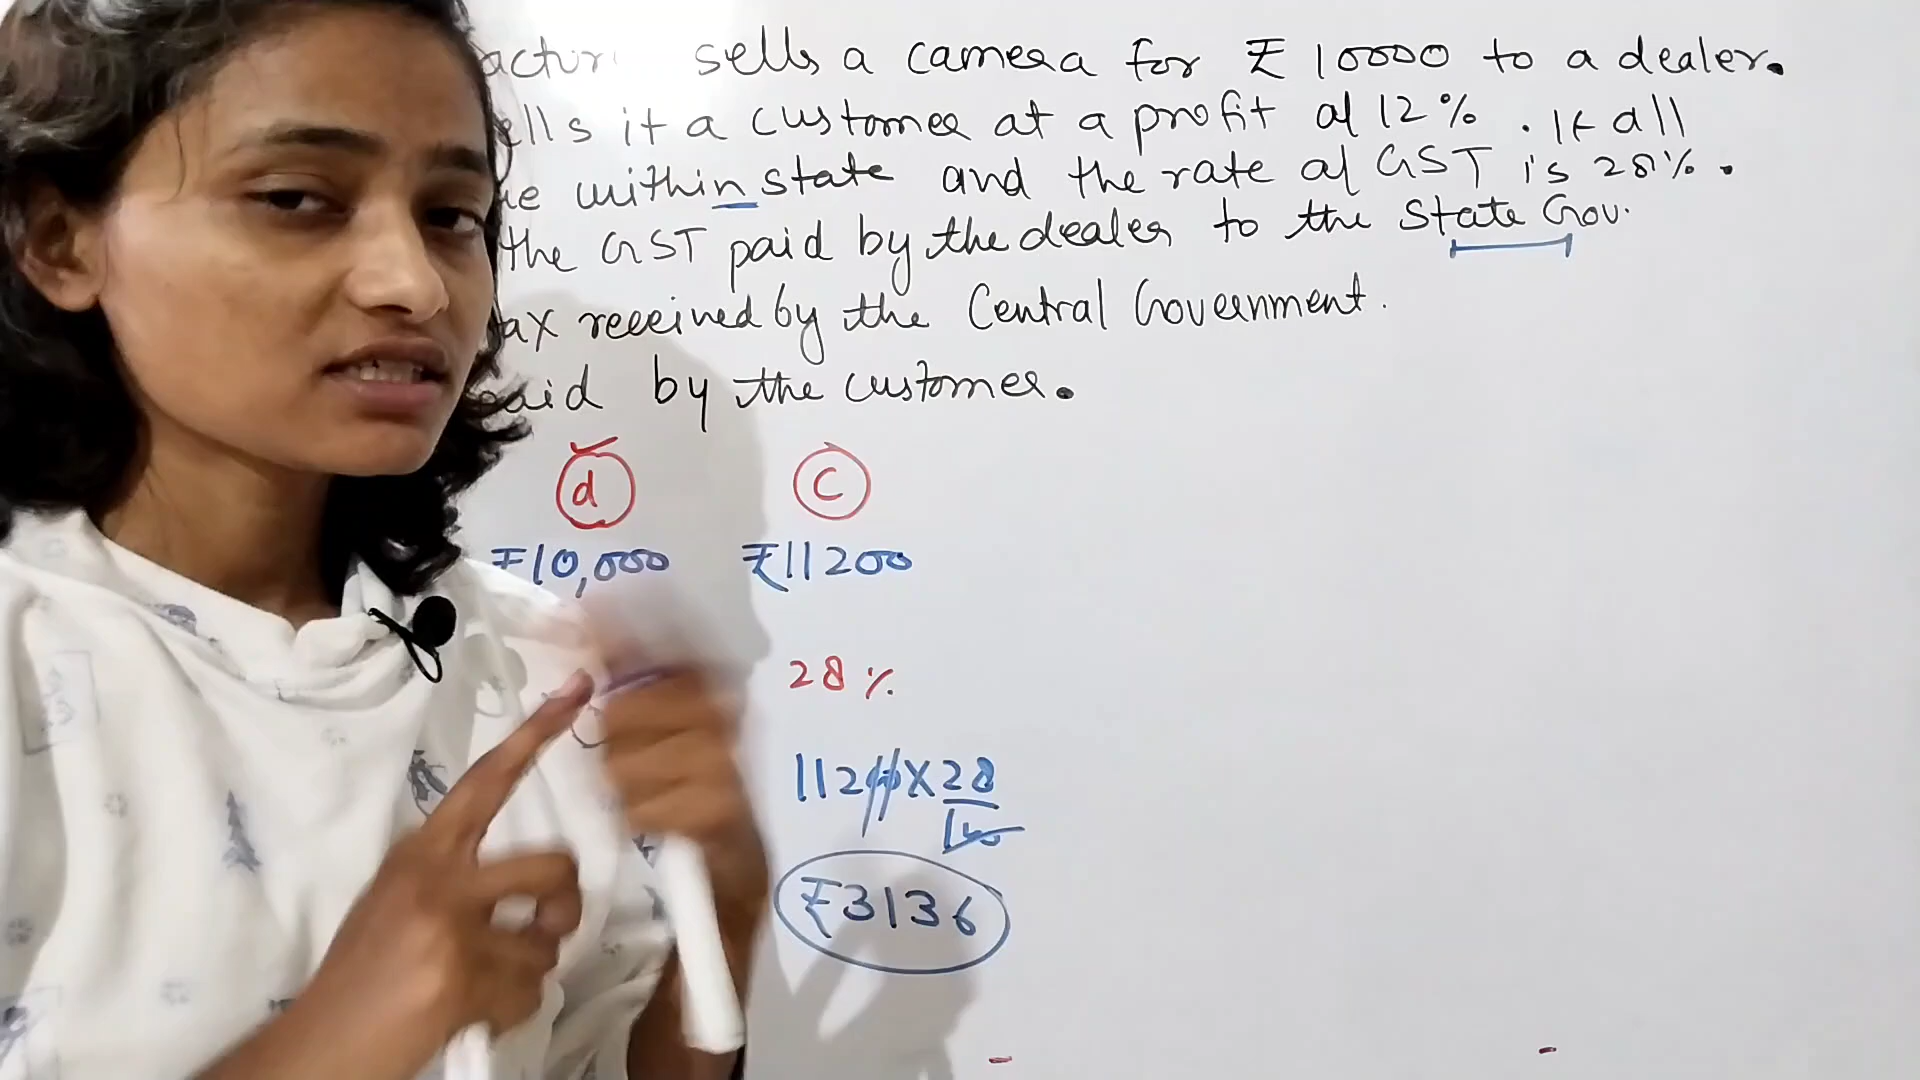 sells a camera for ₹ 10000 to a dealer.
it a customer at a profit of 12% . If all
within state and the rate of GST is 28% .
the GST paid by the dealer to the State Gov.
received by the Central Government.
by the customer.
d c
₹10,000 ₹11200
28 %
11200 X 28
100
₹3136